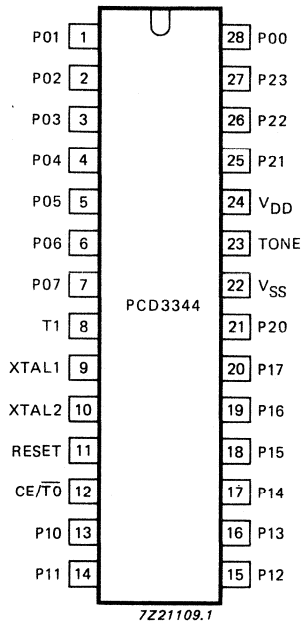 P01 1 28 P00
P02 2 27 P23
P03 3 26 P22
P04 4 25 P21
P05 5 24 VDD
P06 6 23 TONE
P07 7 22 VSS
PCD3344
T1 8 21 P20
XTAL1 9 20 P17
XTAL2 10 19 P16
RESET 11 18 P15
CE/T̅0̅ 12 17 P14
P10 13 16 P13
P11 14 15 P12
7Z21109.1